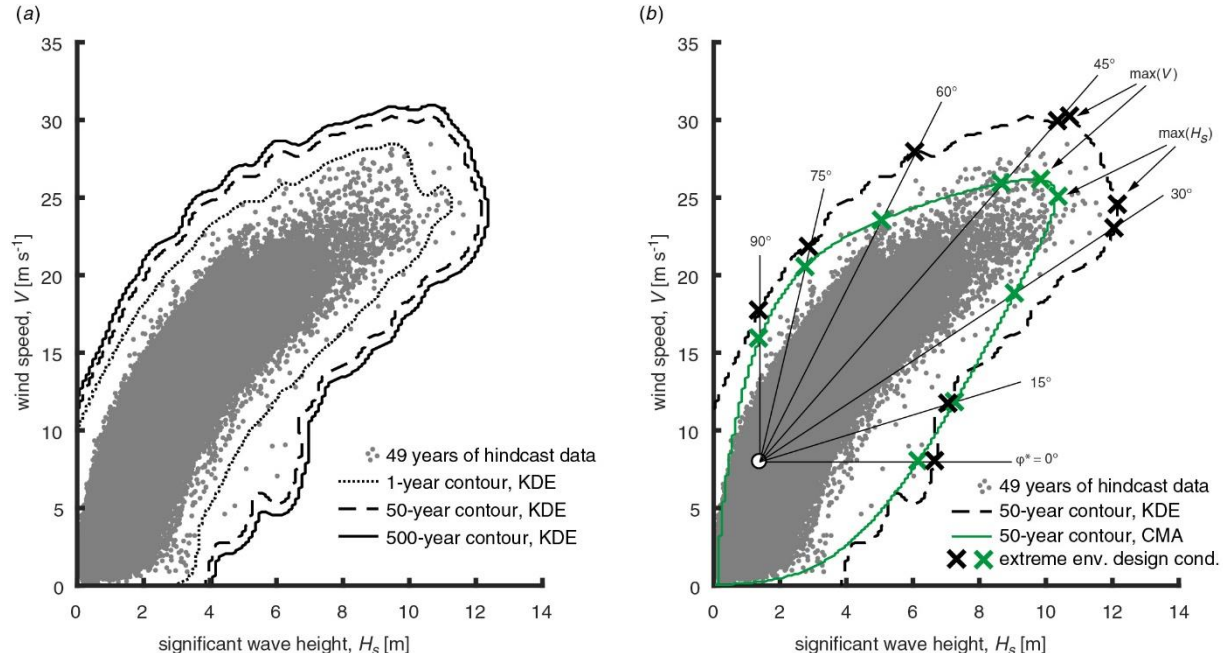 (a)
35
30
25
20
15
10
5
0
wind speed, V [m s-1]
49 years of hindcast data
1-year contour, KDE
50-year contour, KDE
500-year contour, KDE
0 2 4 6 8 10 12 14
significant wave height, Hs [m]
(b)
35
30
25
20
15
10
5
0
wind speed, V [m s-1]
45°
max(V)
60°
max(Hs)
75°
30°
90°
15°
φ* = 0°
49 years of hindcast data
50-year contour, KDE
50-year contour, CMA
extreme env. design cond.
0 2 4 6 8 10 12 14
significant wave height, Hs [m]